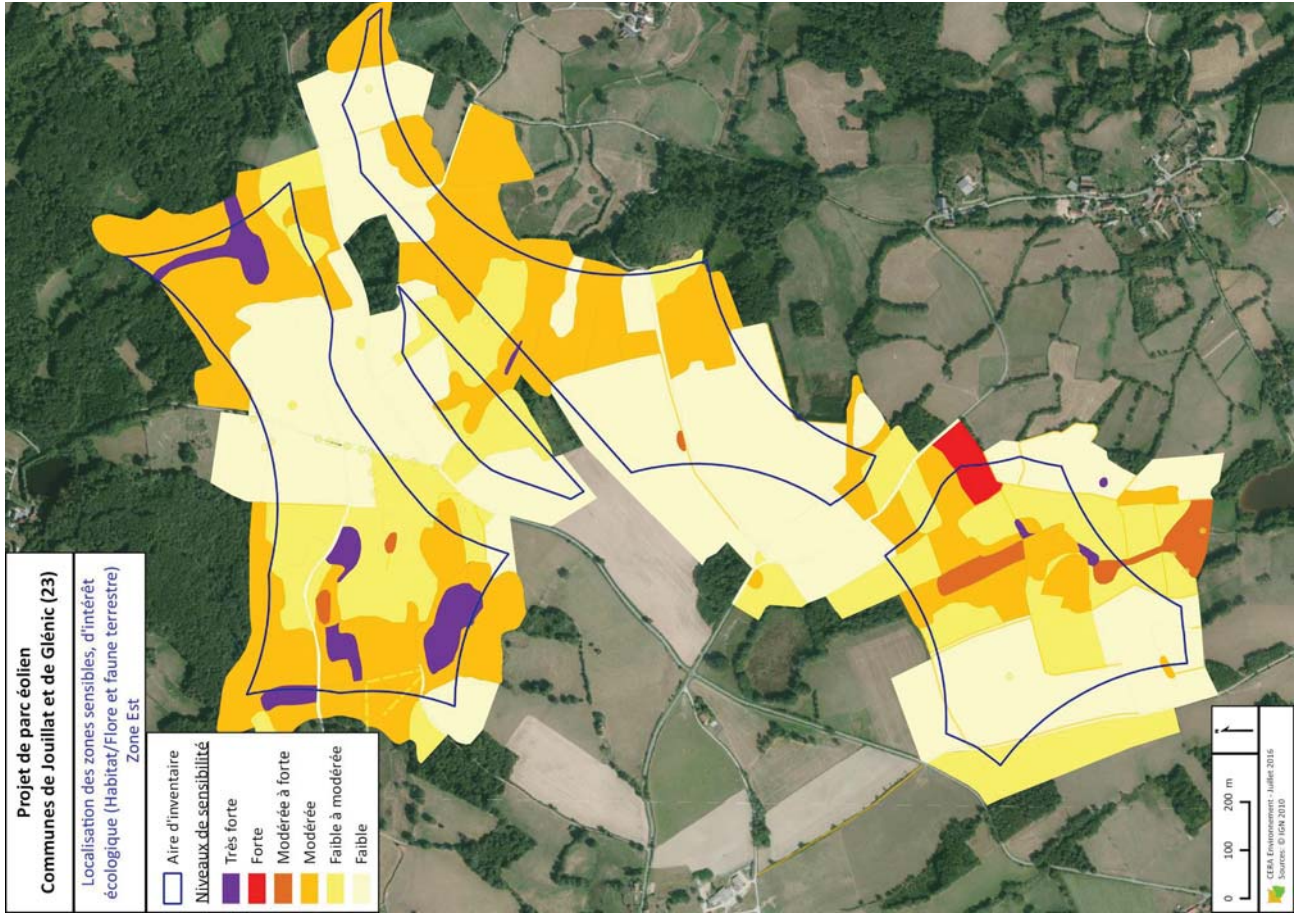 Projet de parc éolien
Communes de Jouillat et de Glénic (23)
Localisation des zones sensibles, d'intérêt
écologique (Habitat/Flore et faune terrestre)
Zone Est
Aire d'inventaire
Niveaux de sensibilité
Très forte
Forte
Modérée à forte
Modérée
Faible à modérée
Faible
0 100 200 m
CERA Environnement - Juillet 2016
Sources: © IGN 2010